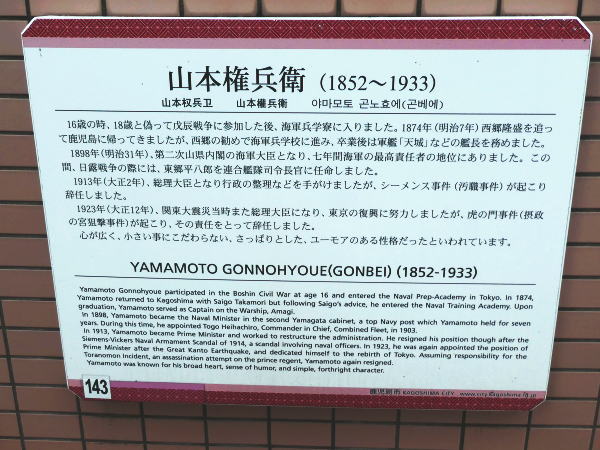 山本権兵衛 (1852〜1933)
山本权兵卫 山本權兵衛 야마모토 곤노효에(곤베에)
16歳の時、18歳と偽って戊辰戦争に参加した後、海軍兵学寮に入りました。1874年(明治7年)西郷隆盛を追っ
て鹿児島に帰ってきましたが、西郷の勧めで海軍兵学校に進み、卒業後は軍艦「天城」などの艦長を務めました。
1898年(明治31年)、第二次山県内閣の海軍大臣となり、七年間海軍の最高責任者の地位にありました。この
間、日露戦争の際には、東郷平八郎を連合艦隊司令長官に任命しました。
1913年(大正2年)、総理大臣となり行政の整理などを手がけましたが、シーメンス事件(汚職事件)が起こり
辞任しました。
1923年(大正12年)、関東大震災当時また総理大臣になり、東京の復興に努力しましたが、虎の門事件(摂政
の宮狙撃事件)が起こり、その責任をとって辞任しました。
心が広く、小さい事にこだわらない、さっぱりとした、ユーモアのある性格だったといわれています。
YAMAMOTO GONNOHYOUE(GONBEI) (1852-1933)
Yamamoto Gonnohyoue participated in the Boshin Civil War at age 16 and entered the Naval Prep-Academy in Tokyo. In 1874,
Yamamoto returned to Kagoshima with Saigo Takamori but following Saigo's advice, he entered the Naval Training Academy. Upon
graduation, Yamamoto served as Captain on the Warship, Amagi.
In 1898, Yamamoto became the Naval Minister in the second Yamagata cabinet, a top Navy post which Yamamoto held for seven
years. During this time, he appointed Togo Heihachiro, Commander in Chief, Combined Fleet, in 1903.
In 1913, Yamamoto became Prime Minister and worked to restructure the administration. He resigned his position though after the
Siemens-Vickers Naval Armament Scandal of 1914, a scandal involving naval officers. In 1923, he was again appointed the position of
Prime Minister after the Great Kanto Earthquake, and dedicated himself to the rebirth of Tokyo. Assuming responsibility for the
Toranomon Incident, an assassination attempt on the prince regent, Yamamoto again resigned.
Yamamoto was known for his broad heart, sense of humor, and simple, forthright character.
143
鹿児島市 KAGOSHIMA CITY www.city.kagoshima.lg.jp